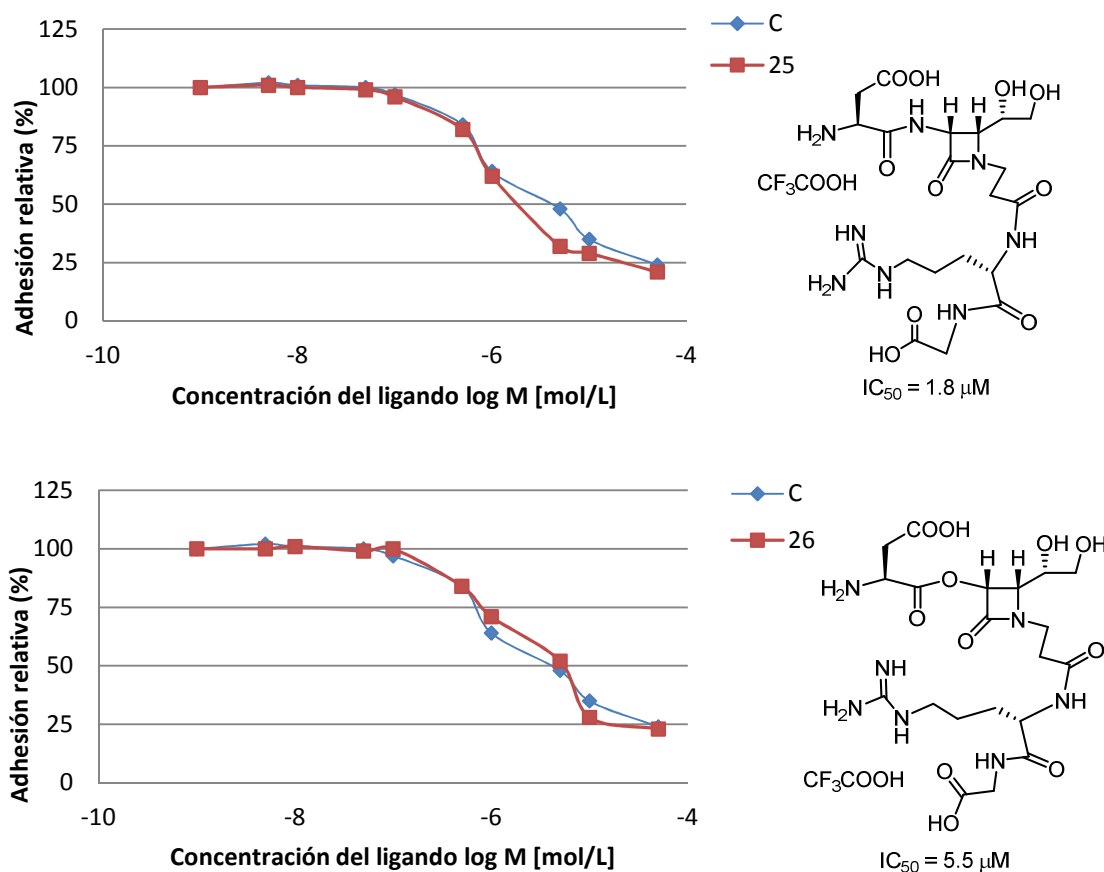 Adhesión relativa (%)
125
100
75
50
25
0
-10 -8 -6 -4
Concentración del ligando log M [mol/L]
C
25
COOH
H2N
O
H
N
H H
OH
OH
O
N
CF3COOH
O
NH
NH
H2N
N
H
O
NH
O
HO
IC50 = 1.8 μM
Adhesión relativa (%)
125
100
75
50
25
0
-10 -8 -6 -4
Concentración del ligando log M [mol/L]
C
26
COOH
H2N
O
O
H H
OH
OH
O
N
O
NH
NH
H2N
N
H
O
NH
CF3COOH
O
HO
IC50 = 5.5 μM